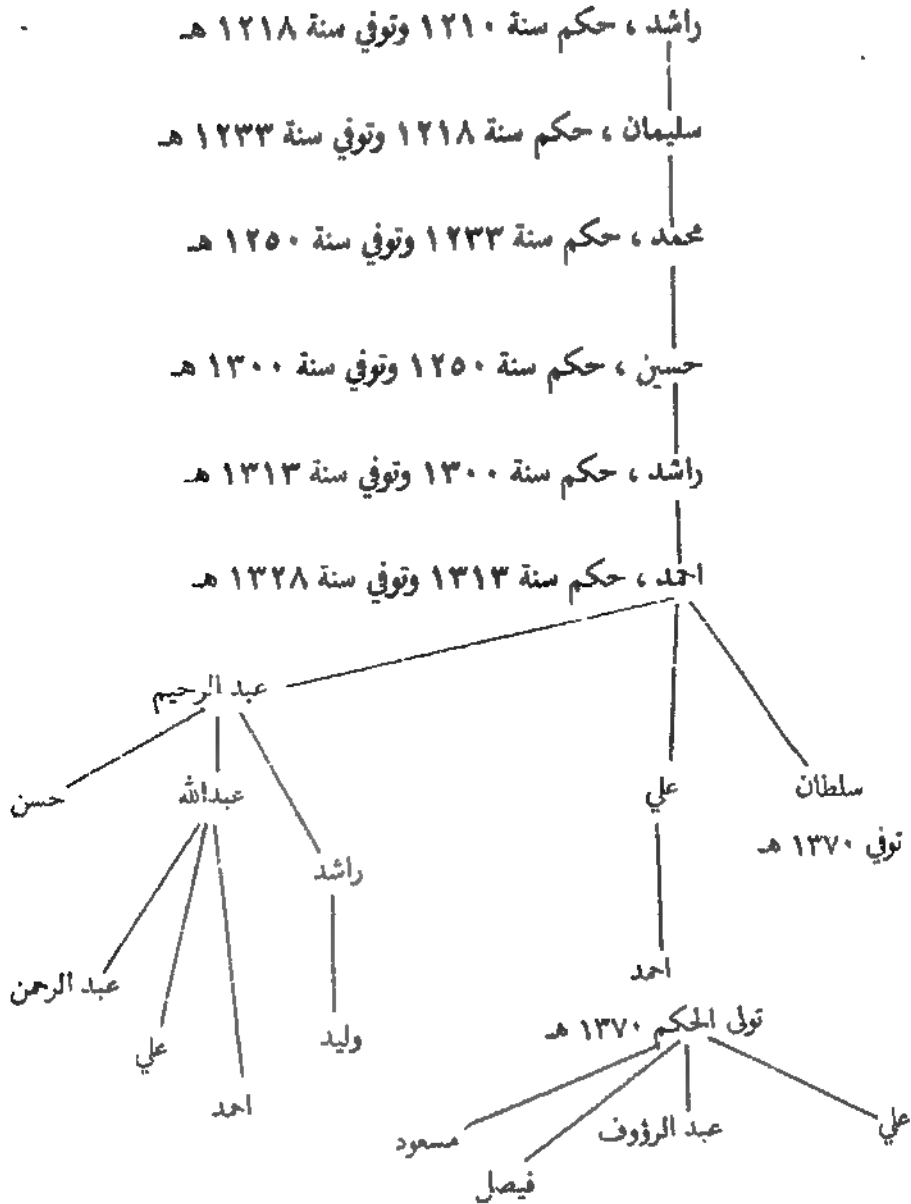 راشد ، حكم سنة ١٢١٠ وتوفي سنة ١٢١٨ هـ
سليمان ، حكم سنة ١٢١٨ وتوفي سنة ١٢٣٣ هـ
محمد ، حكم سنة ١٢٣٣ وتوفي سنة ١٢٥٠ هـ
حسين ، حكم سنة ١٢٥٠ وتوفي سنة ١٣٠٠ هـ
راشد ، حكم سنة ١٣٠٠ وتوفي سنة ١٣١٣ هـ
احمد ، حكم سنة ١٣١٣ وتوفي سنة ١٣٢٨ هـ
عبد الرحيم
سلطان
علي
عبدالله
حسن
توفي ١٣٧٠ هـ
راشد
احمد
عبد الرحمن
تولى الحكم ١٣٧٠ هـ
وليد
علي
احمد
علي
عبد الرؤوف
مسعود
فيصل